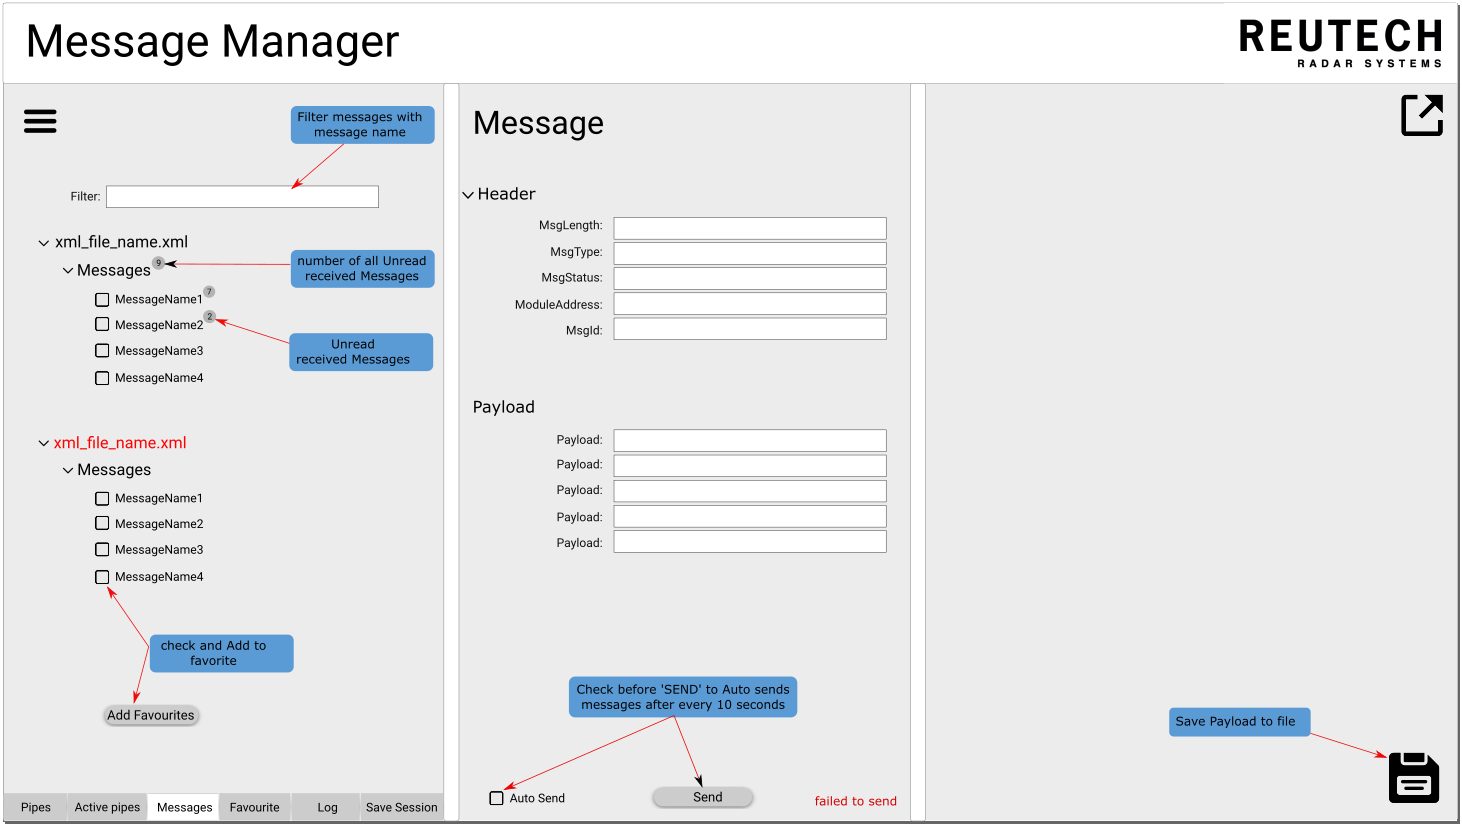 Message Manager
REUTECH
RADAR SYSTEMS
Filter messages with
message name
Filter:
xml_file_name.xml
Messages 9
number of all Unread
received Messages
MessageName1 7
MessageName2 2
Unread
received Messages
MessageName3
MessageName4
xml_file_name.xml
Messages
MessageName1
MessageName2
MessageName3
MessageName4
check and Add to
favorite
Add Favourites
Pipes
Active pipes
Messages
Favourite
Log
Save Session
Message
Header
MsgLength:
MsgType:
MsgStatus:
ModuleAddress:
MsgId:
Payload
Payload:
Payload:
Payload:
Payload:
Payload:
Check before 'SEND' to Auto sends
messages after every 10 seconds
Auto Send
Send
failed to send
Save Payload to file